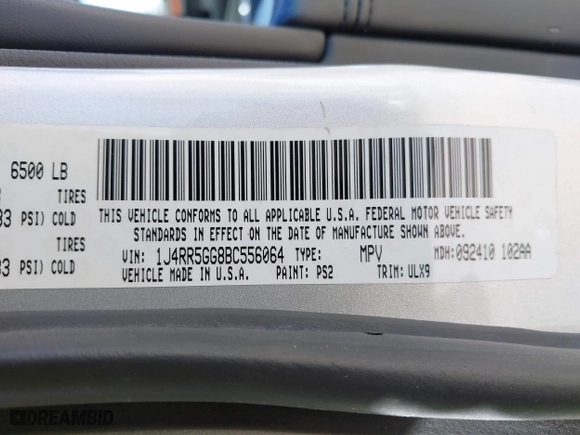 6500 LB
TIRES
PSI) COLD
TIRES
PSI) COLD
THIS VEHICLE CONFORMS TO ALL APPLICABLE U.S.A. FEDERAL MOTOR VEHICLE SAFETY
STANDARDS IN EFFECT ON THE DATE OF MANUFACTURE SHOWN ABOVE.
VIN: 1J4RR5GG8BC556064 TYPE: MPV MDH: 092410 102AA
VEHICLE MADE IN U.S.A. PAINT: PS2 TRIM: ULX9
DREAMBID